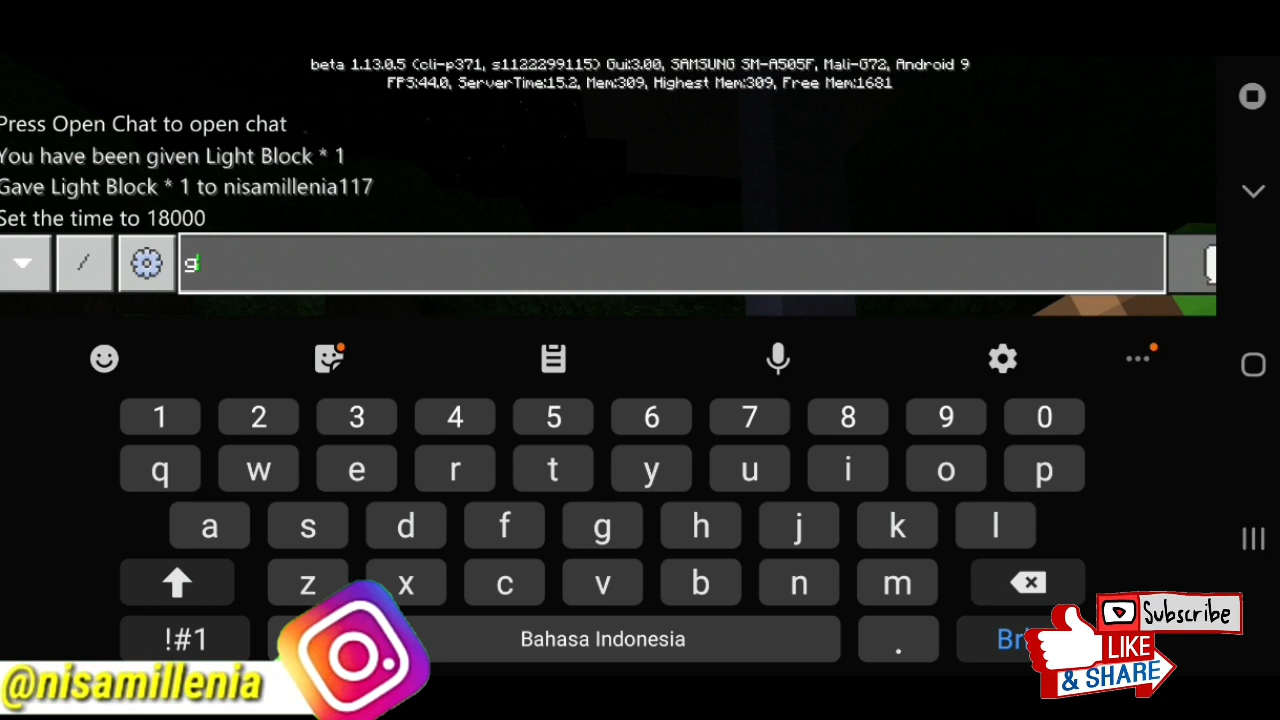 beta 1.13.0.5 (cli-p371, s1122299115) Gui:3.00, SAMSUNG SM-A505F, Mali-G72, Android 9
FPS:44.0, ServerTime:15.2, Mem:309, Highest Mem:309, Free Mem:1681
Press Open Chat to open chat
You have been given Light Block * 1
Gave Light Block * 1 to nisamillenia117
Set the time to 18000
/ g
1 2 3 4 5 6 7 8 9 0
q w e r t y u i o p
a s d f g h j k l
z x c v b n m
!#1 Bahasa Indonesia .
@nisamillenia
Subscribe
LIKE
& SHARE